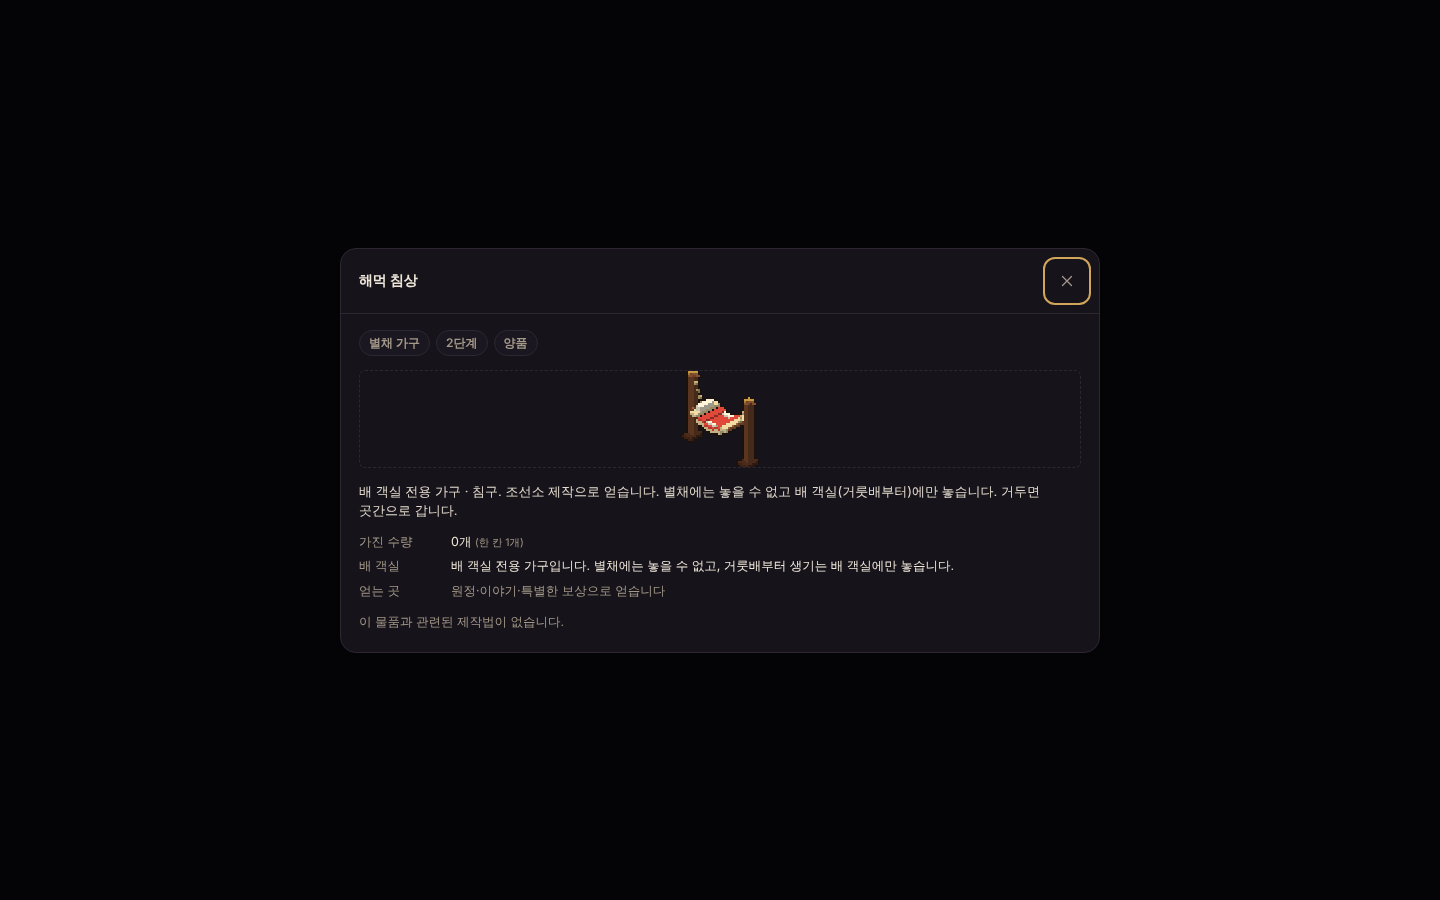 해먹 침상
별채 가구 2단계 양품
배 객실 전용 가구 · 침구. 조선소 제작으로 얻습니다. 별채에는 놓을 수 없고 배 객실(거룻배부터)에만 놓습니다. 거두면
곳간으로 갑니다.
가진 수량 0개 (한 칸 1개)
배 객실 배 객실 전용 가구입니다. 별채에는 놓을 수 없고, 거룻배부터 생기는 배 객실에만 놓습니다.
얻는 곳 원정·이야기·특별한 보상으로 얻습니다
이 물품과 관련된 제작법이 없습니다.